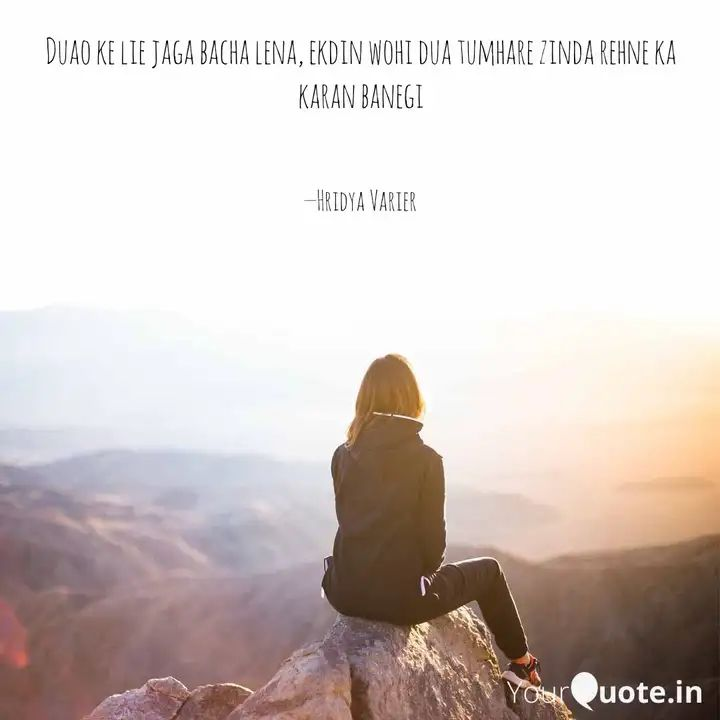 Duao ke lie jaga bacha lena, ekdin wohi dua tumhare zinda rehne ka
karan banegi
—Hridya Varier
YourQuote.in